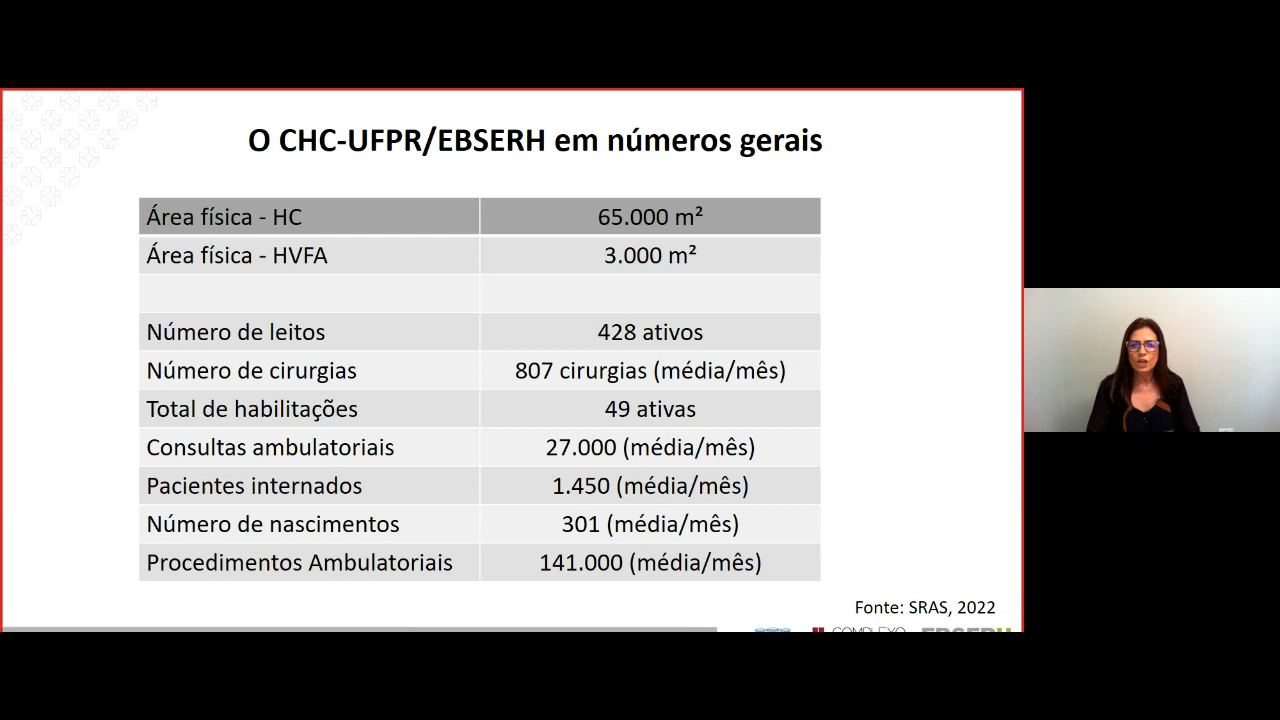 O CHC-UFPR/EBSERH em números gerais
Área física - HC 65.000 m²
Área física - HVFA 3.000 m²
Número de leitos 428 ativos
Número de cirurgias 807 cirurgias (média/mês)
Total de habilitações 49 ativas
Consultas ambulatoriais 27.000 (média/mês)
Pacientes internados 1.450 (média/mês)
Número de nascimentos 301 (média/mês)
Procedimentos Ambulatoriais 141.000 (média/mês)
Fonte: SRAS, 2022
COMPLEXO EBSERH